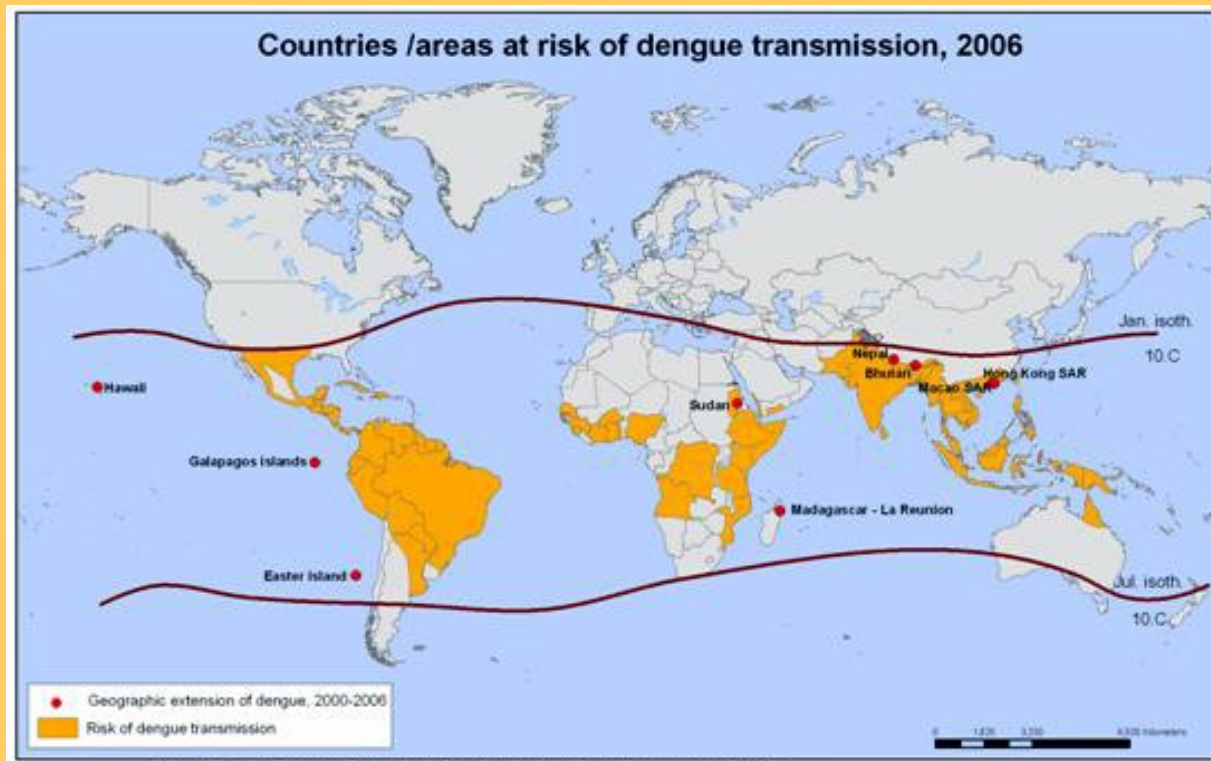 Countries /areas at risk of dengue transmission, 2006
Jan. isoth.
10.C
Nepal
Bhutan
Hong Kong SAR
Macao SAR
Hawaii
Sudan
Galapagos islands
Madagascar - La Reunion
Easter Island
Jul. isoth.
10.C
Geographic extension of dengue, 2000-2006
Risk of dengue transmission
0